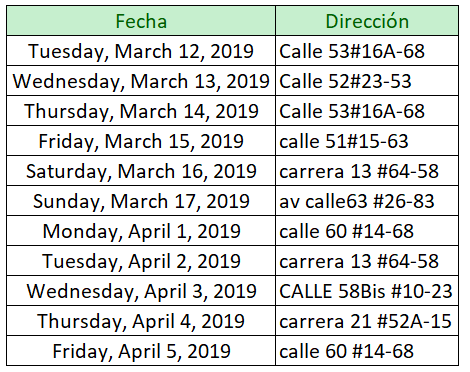 Fecha Dirección
Tuesday, March 12, 2019 Calle 53#16A-68
Wednesday, March 13, 2019 Calle 52#23-53
Thursday, March 14, 2019 Calle 53#16A-68
Friday, March 15, 2019 calle 51#15-63
Saturday, March 16, 2019 carrera 13 #64-58
Sunday, March 17, 2019 av calle63 #26-83
Monday, April 1, 2019 calle 60 #14-68
Tuesday, April 2, 2019 carrera 13 #64-58
Wednesday, April 3, 2019 CALLE 58Bis #10-23
Thursday, April 4, 2019 carrera 21 #52A-15
Friday, April 5, 2019 calle 60 #14-68